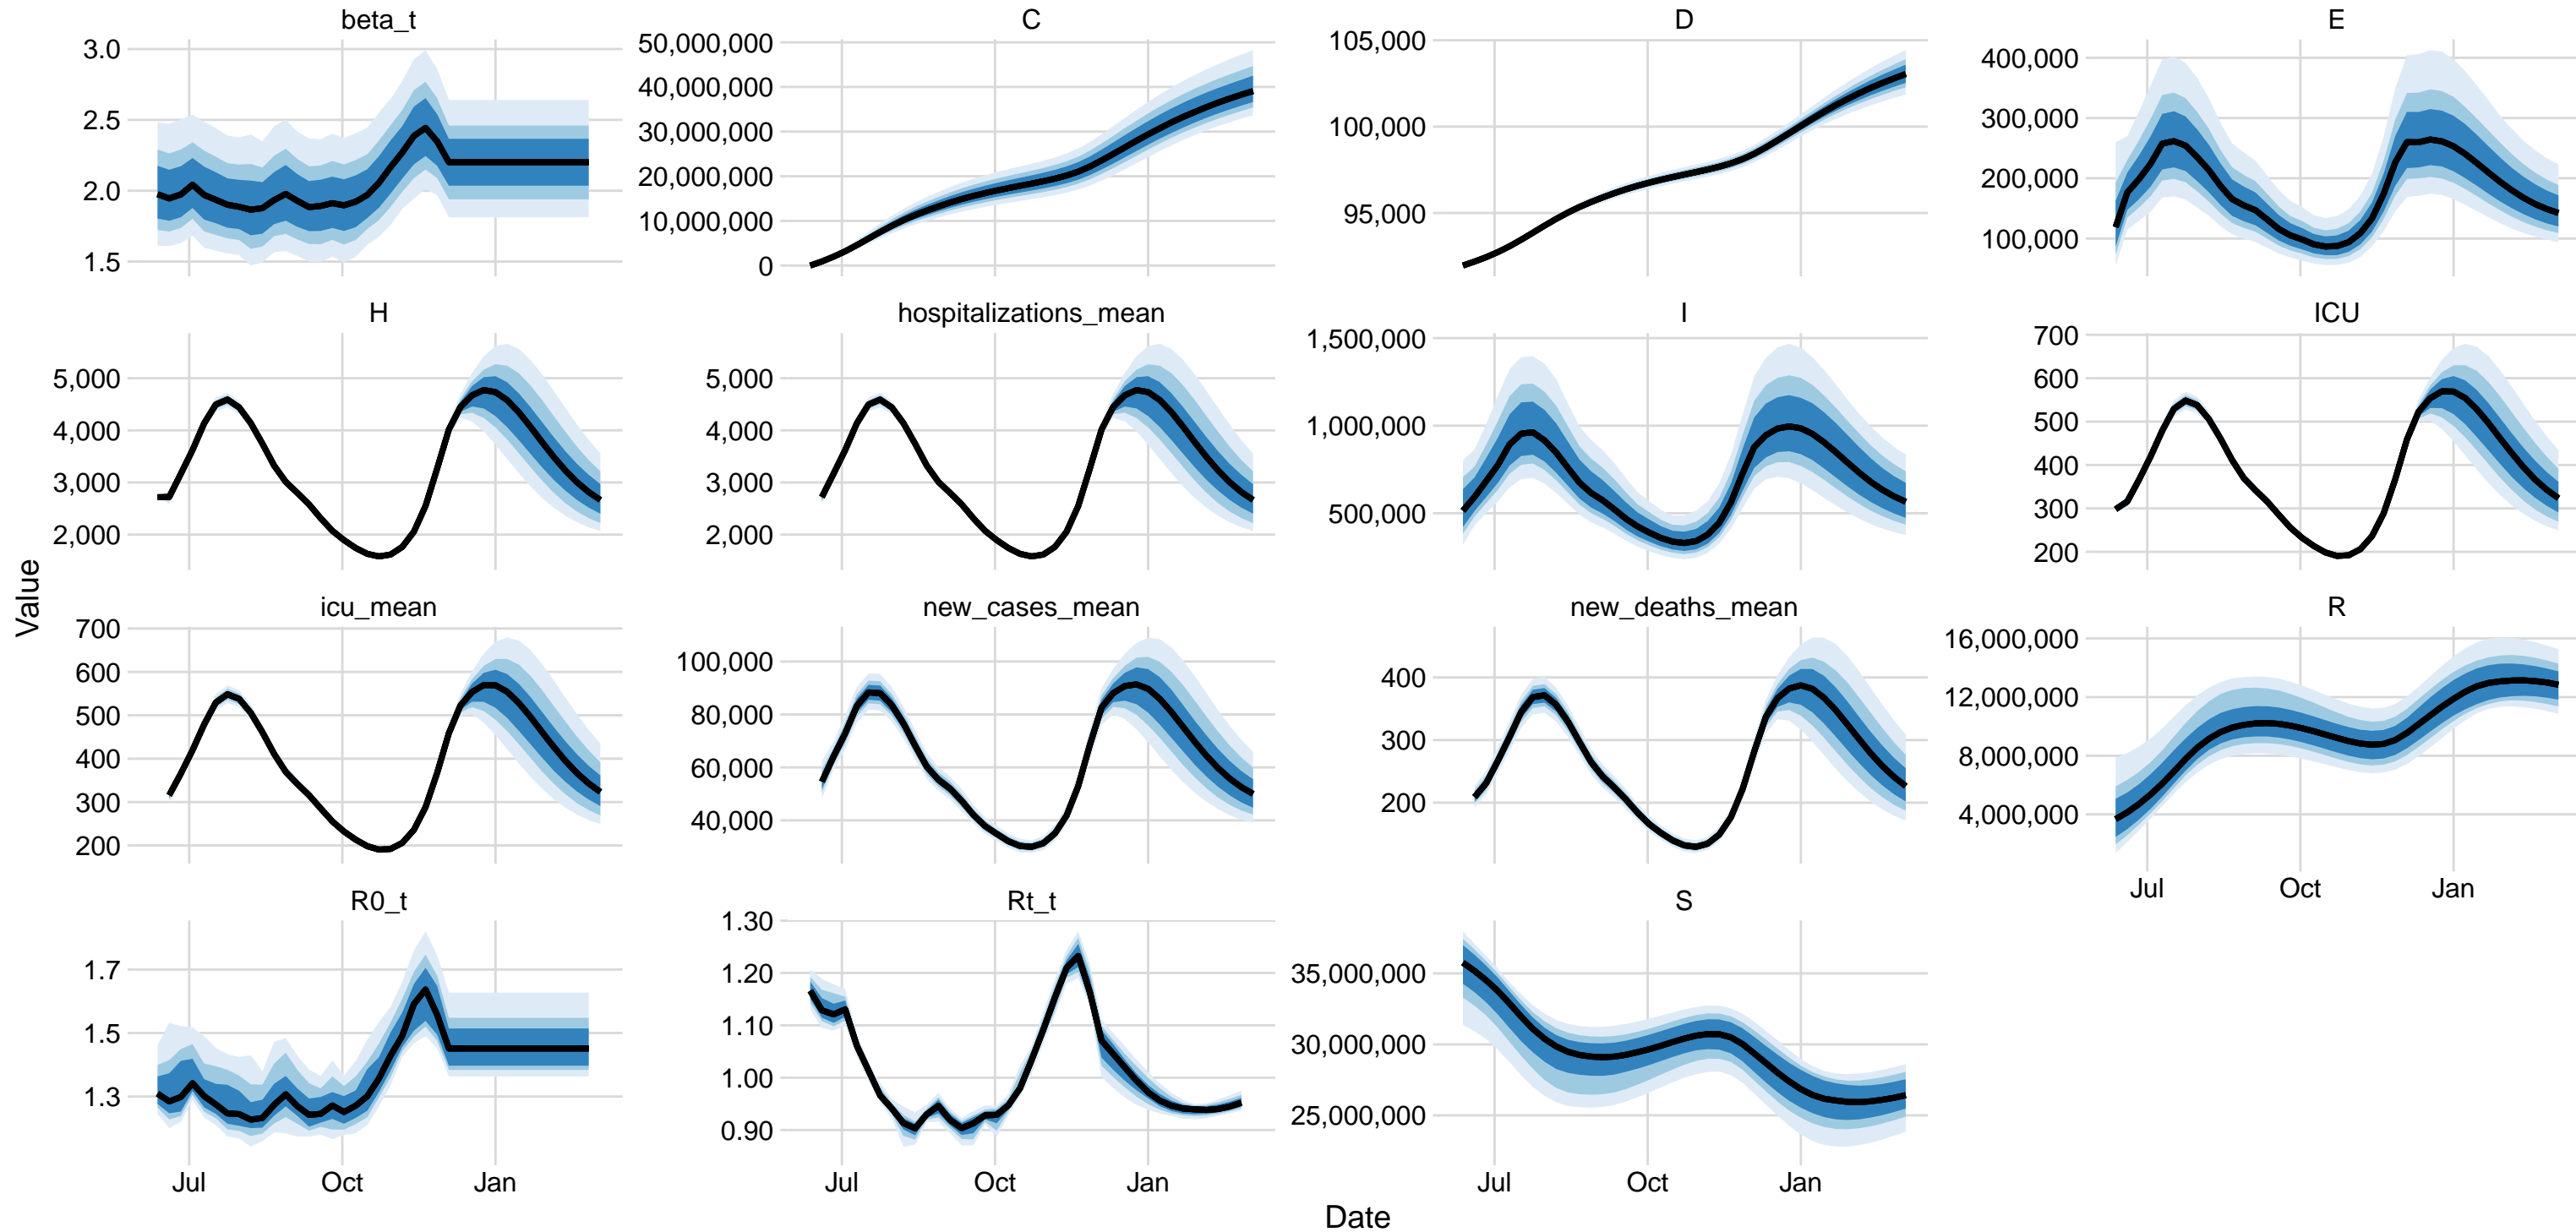 beta_t
3.0
2.5
2.0
1.5
C
50,000,000
40,000,000
30,000,000
20,000,000
10,000,000
0
D
105,000
100,000
95,000
E
400,000
300,000
200,000
100,000
H
5,000
4,000
3,000
2,000
hospitalizations_mean
5,000
4,000
3,000
2,000
I
1,500,000
1,000,000
500,000
ICU
700
600
500
400
300
200
icu_mean
700
600
500
400
300
200
new_cases_mean
100,000
80,000
60,000
40,000
new_deaths_mean
400
300
200
R
16,000,000
12,000,000
8,000,000
4,000,000
Jul Oct Jan
R0_t
1.7
1.5
1.3
Jul Oct Jan
Rt_t
1.30
1.20
1.10
1.00
0.90
Jul Oct Jan
S
35,000,000
30,000,000
25,000,000
Jul Oct Jan
Value
Date